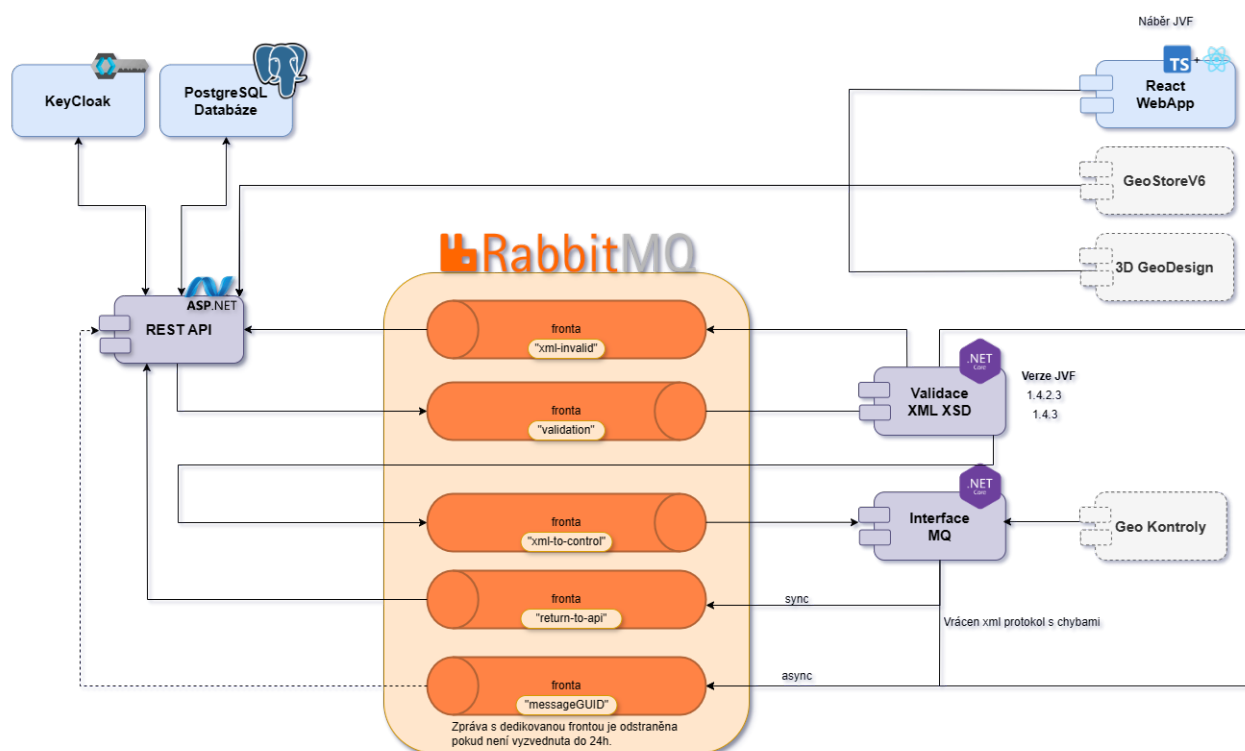 Náběr JVF
TS
+
React
WebApp
KeyCloak
PostgreSQL
Databáze
GeoStoreV6
3D GeoDesign
RabbitMQ
ASP.NET
REST API
fronta
"xml-invalid"
fronta
"validation"
.NET
Core
Validace
XML XSD
Verze JVF
1.4.2.3
1.4.3
fronta
"xml-to-control"
.NET
Core
Interface
MQ
Geo Kontroly
fronta
"return-to-api"
sync
Vrácen xml protokol s chybami
fronta
"messageGUID"
async
Zpráva s dedikovanou frontou je odstraněna
pokud není vyzvednuta do 24h.